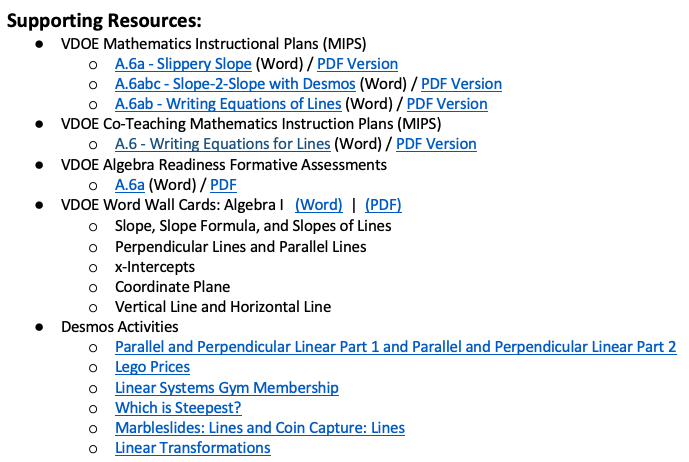 Supporting Resources:
● VDOE Mathematics Instructional Plans (MIPS)
○ A.6a - Slippery Slope (Word) / PDF Version
○ A.6abc - Slope-2-Slope with Desmos (Word) / PDF Version
○ A.6ab - Writing Equations of Lines (Word) / PDF Version
● VDOE Co-Teaching Mathematics Instruction Plans (MIPS)
○ A.6 - Writing Equations for Lines (Word) / PDF Version
● VDOE Algebra Readiness Formative Assessments
○ A.6a (Word) / PDF
● VDOE Word Wall Cards: Algebra I (Word) | (PDF)
○ Slope, Slope Formula, and Slopes of Lines
○ Perpendicular Lines and Parallel Lines
○ x-Intercepts
○ Coordinate Plane
○ Vertical Line and Horizontal Line
● Desmos Activities
○ Parallel and Perpendicular Linear Part 1 and Parallel and Perpendicular Linear Part 2
○ Lego Prices
○ Linear Systems Gym Membership
○ Which is Steepest?
○ Marbleslides: Lines and Coin Capture: Lines
○ Linear Transformations